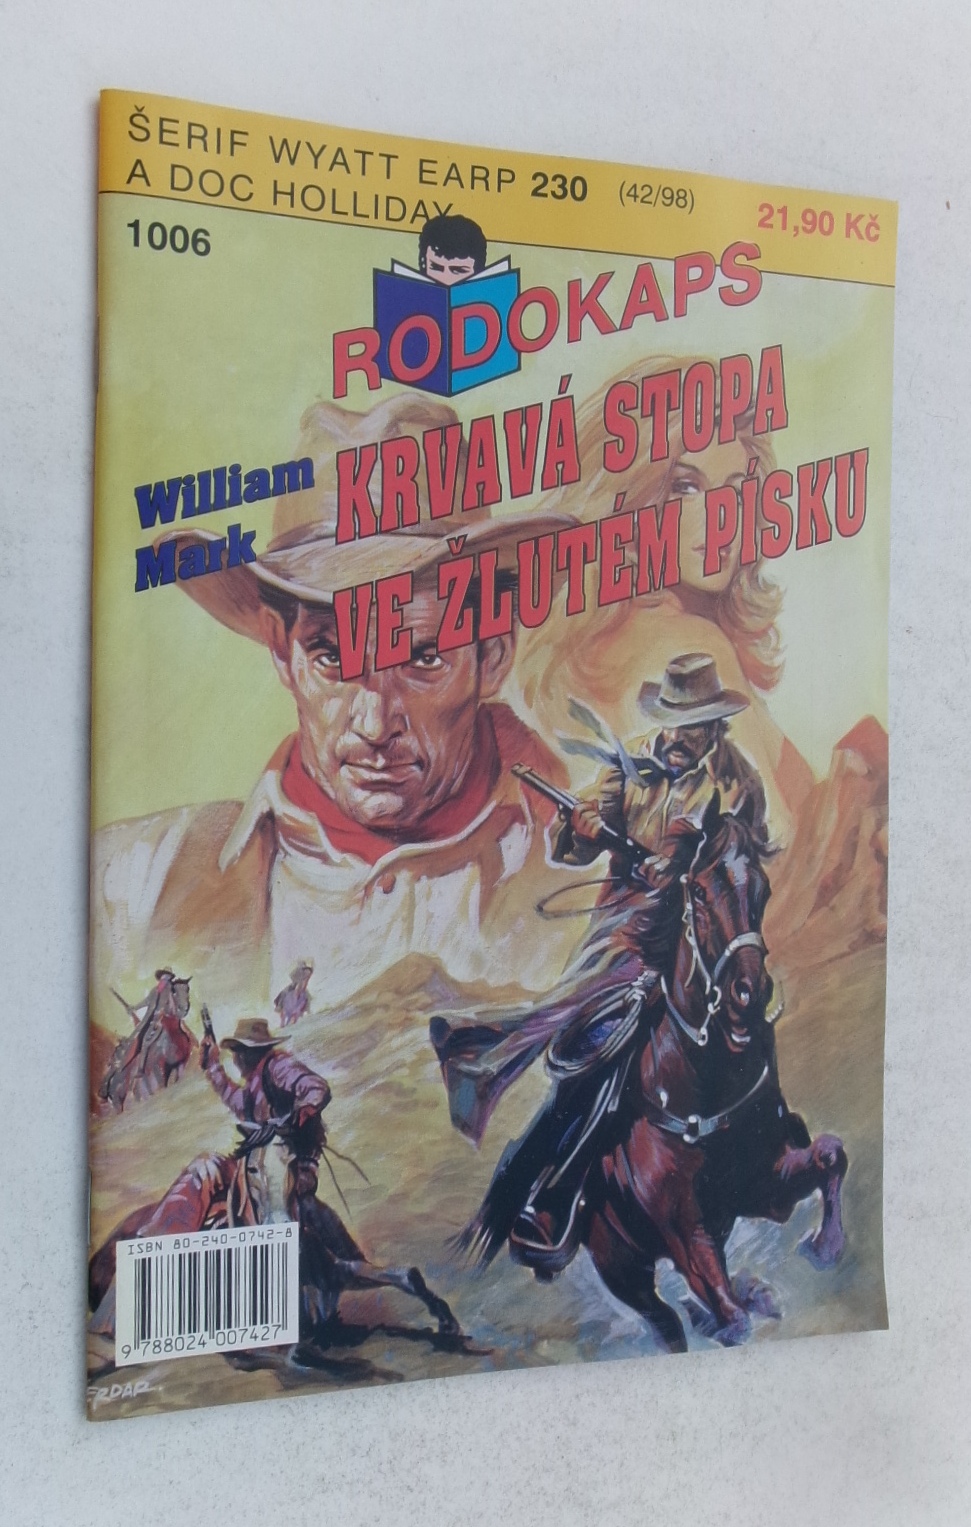 ŠERIF WYATT EARP 230 (42/98)
A DOC HOLLIDAY
21,90 Kč
1006
RODOKAPS
William
Mark
KRVAVÁ STOPA
VE ŽLUTÉM PÍSKU
ISBN 80-240-0742-8
9 788024 007427